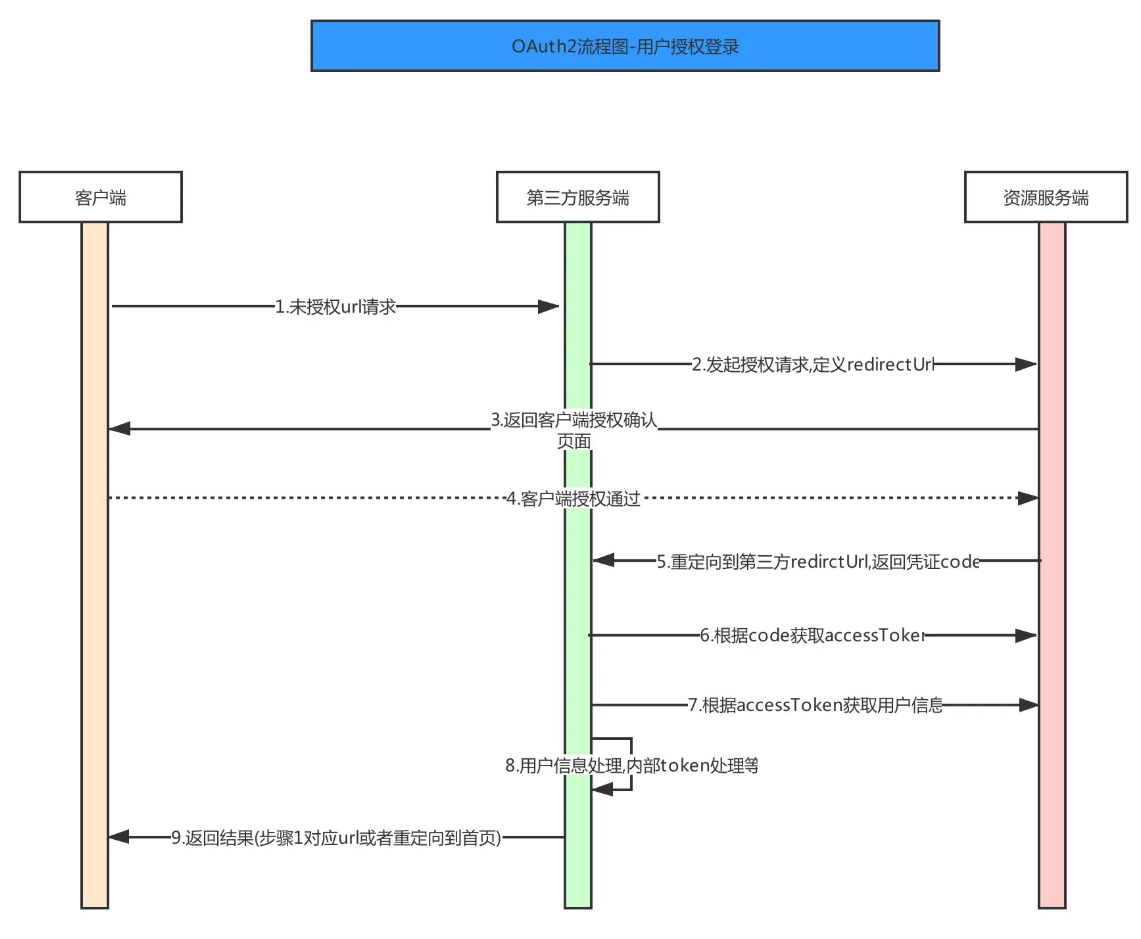 OAuth2流程图-用户授权登录
客户端
第三方服务端
资源服务端
1.未授权url请求
2.发起授权请求,定义redirectUrl
3.返回客户端授权确认
页面
4.客户端授权通过
5.重定向到第三方redirctUrl,返回凭证code
6.根据code获取accessToken
7.根据accessToken获取用户信息
8.用户信息处理,内部token处理等
9.返回结果(步骤1对应url或者重定向到首页)